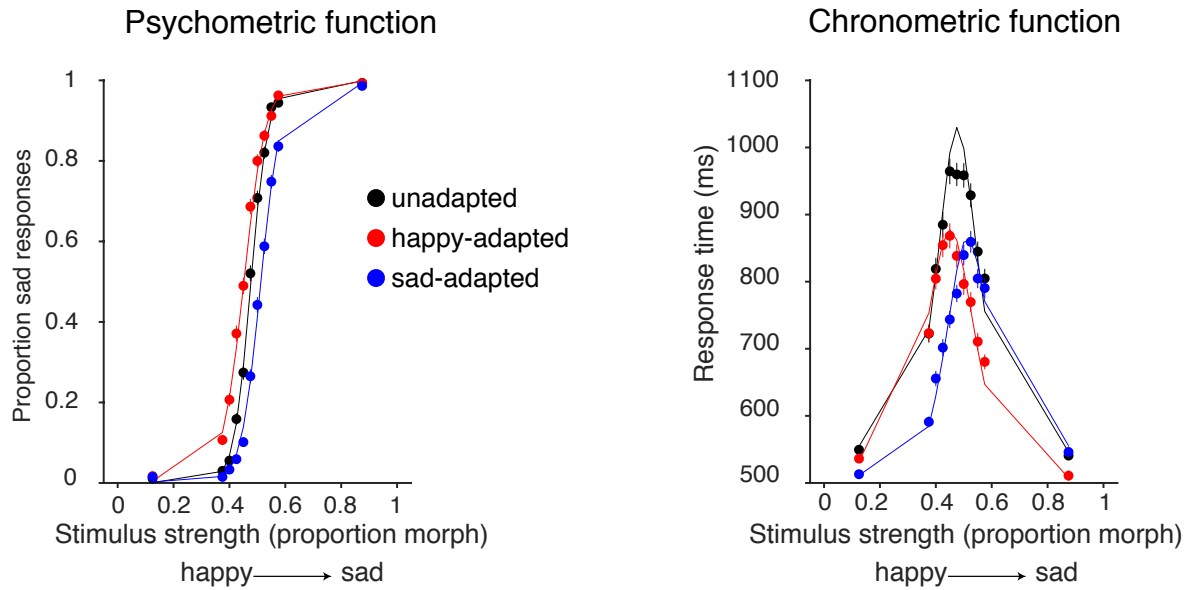 Psychometric function
Proportion sad responses
1
0.8
0.6
0.4
0.2
0
0 0.2 0.4 0.6 0.8 1
Stimulus strength (proportion morph)
happy sad
unadapted
happy-adapted
sad-adapted
Chronometric function
Response time (ms)
1100
1000
900
800
700
600
500
0 0.2 0.4 0.6 0.8 1
Stimulus strength (proportion morph)
happy sad